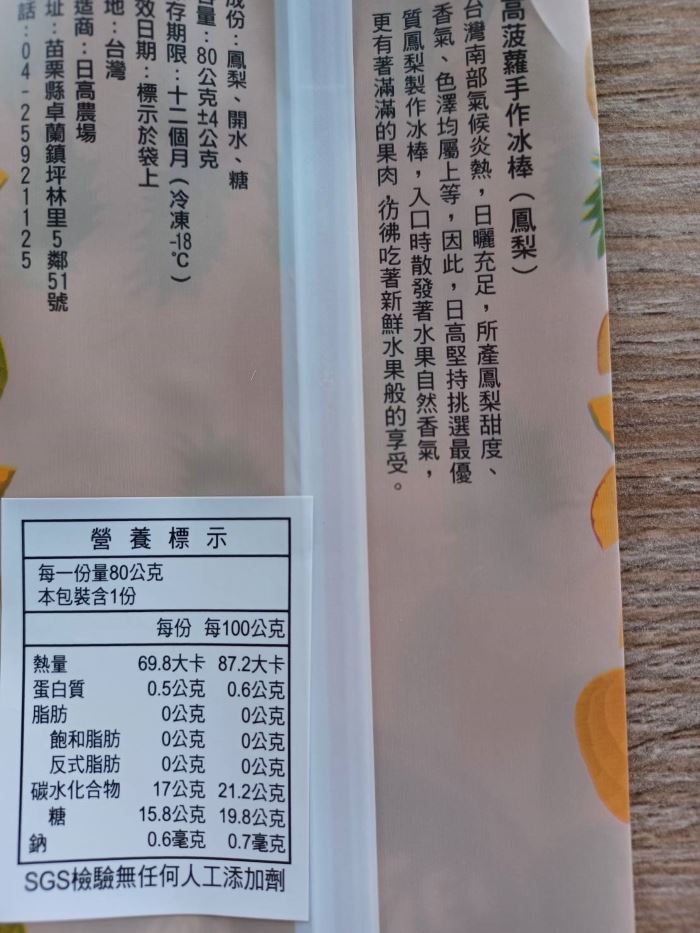 高菠蘿手作冰棒（鳳梨）
台灣南部氣候炎熱，日曬充足，所產鳳梨甜度、
香氣、色澤均屬上等，因此，日高堅持挑選最優
質鳳梨製作冰棒，入口時散發著水果自然香氣，
更有著滿滿的果肉，彷彿吃著新鮮水果般的享受。
成份：鳳梨、開水、糖
量：80公克±4公克
存期限：十二個月（冷凍-18℃）
效日期：標示於袋上
地：台灣
造商：日高農場
址：苗栗縣卓蘭鎮坪林里5鄰51號
話：04-25921125
營養標示
每一份量80公克
本包裝含1份
每份 每100公克
熱量 69.8大卡 87.2大卡
蛋白質 0.5公克 0.6公克
脂肪 0公克 0公克
飽和脂肪 0公克 0公克
反式脂肪 0公克 0公克
碳水化合物 17公克 21.2公克
糖 15.8公克 19.8公克
鈉 0.6毫克 0.7毫克
SGS檢驗無任何人工添加劑